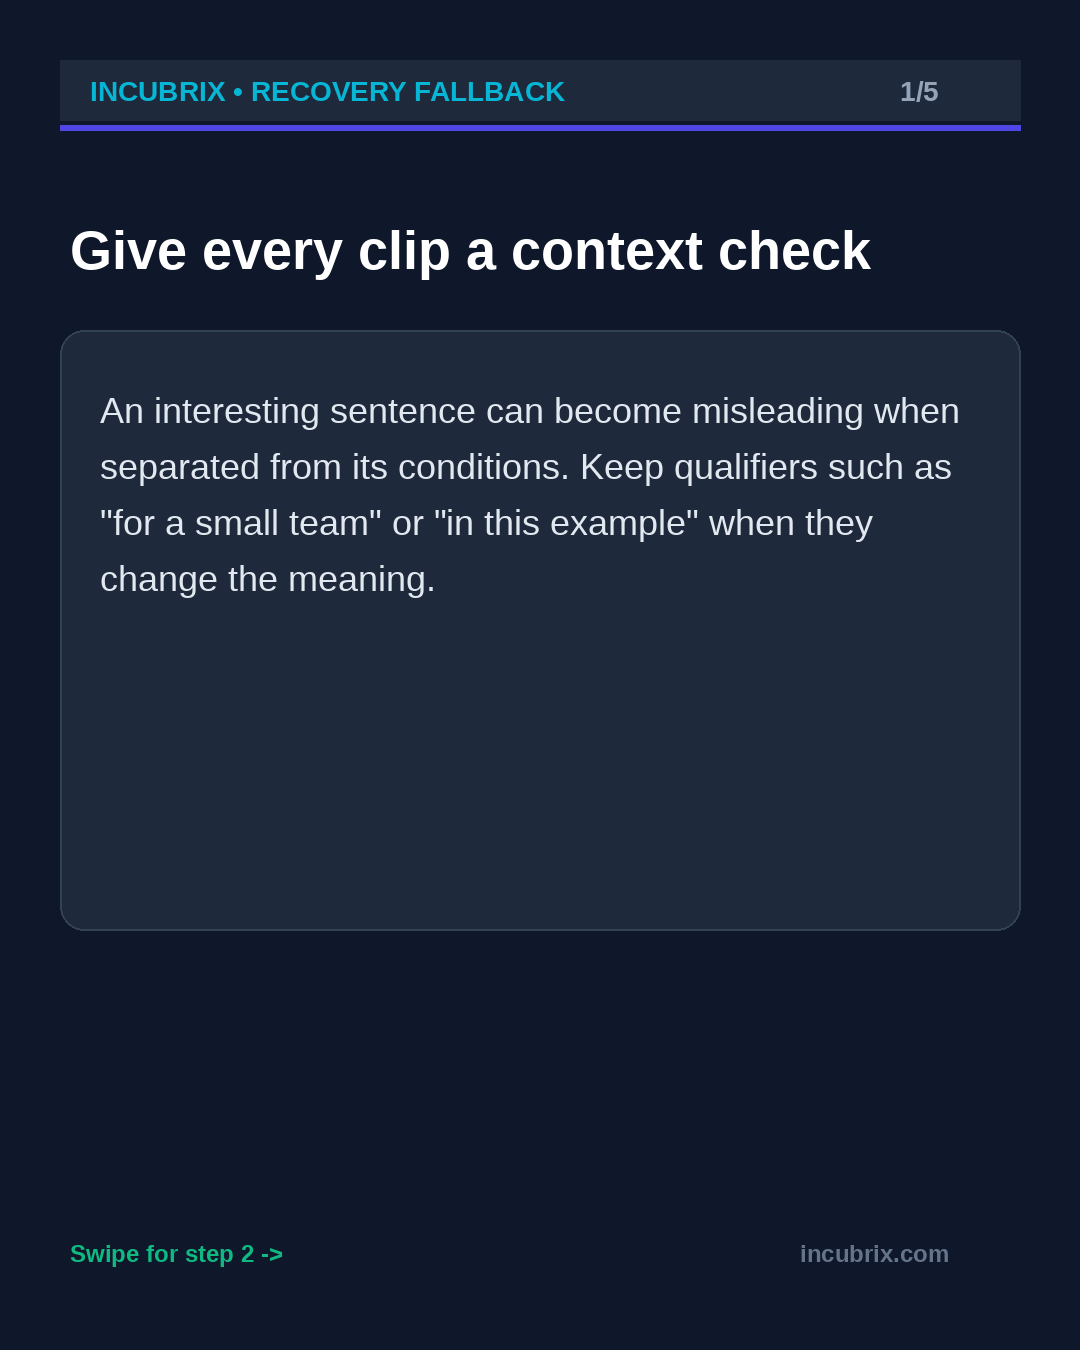 INCUBRIX • RECOVERY FALLBACK 1/5
Give every clip a context check
An interesting sentence can become misleading when
separated from its conditions. Keep qualifiers such as
"for a small team" or "in this example" when they
change the meaning.
Swipe for step 2 -> incubrix.com